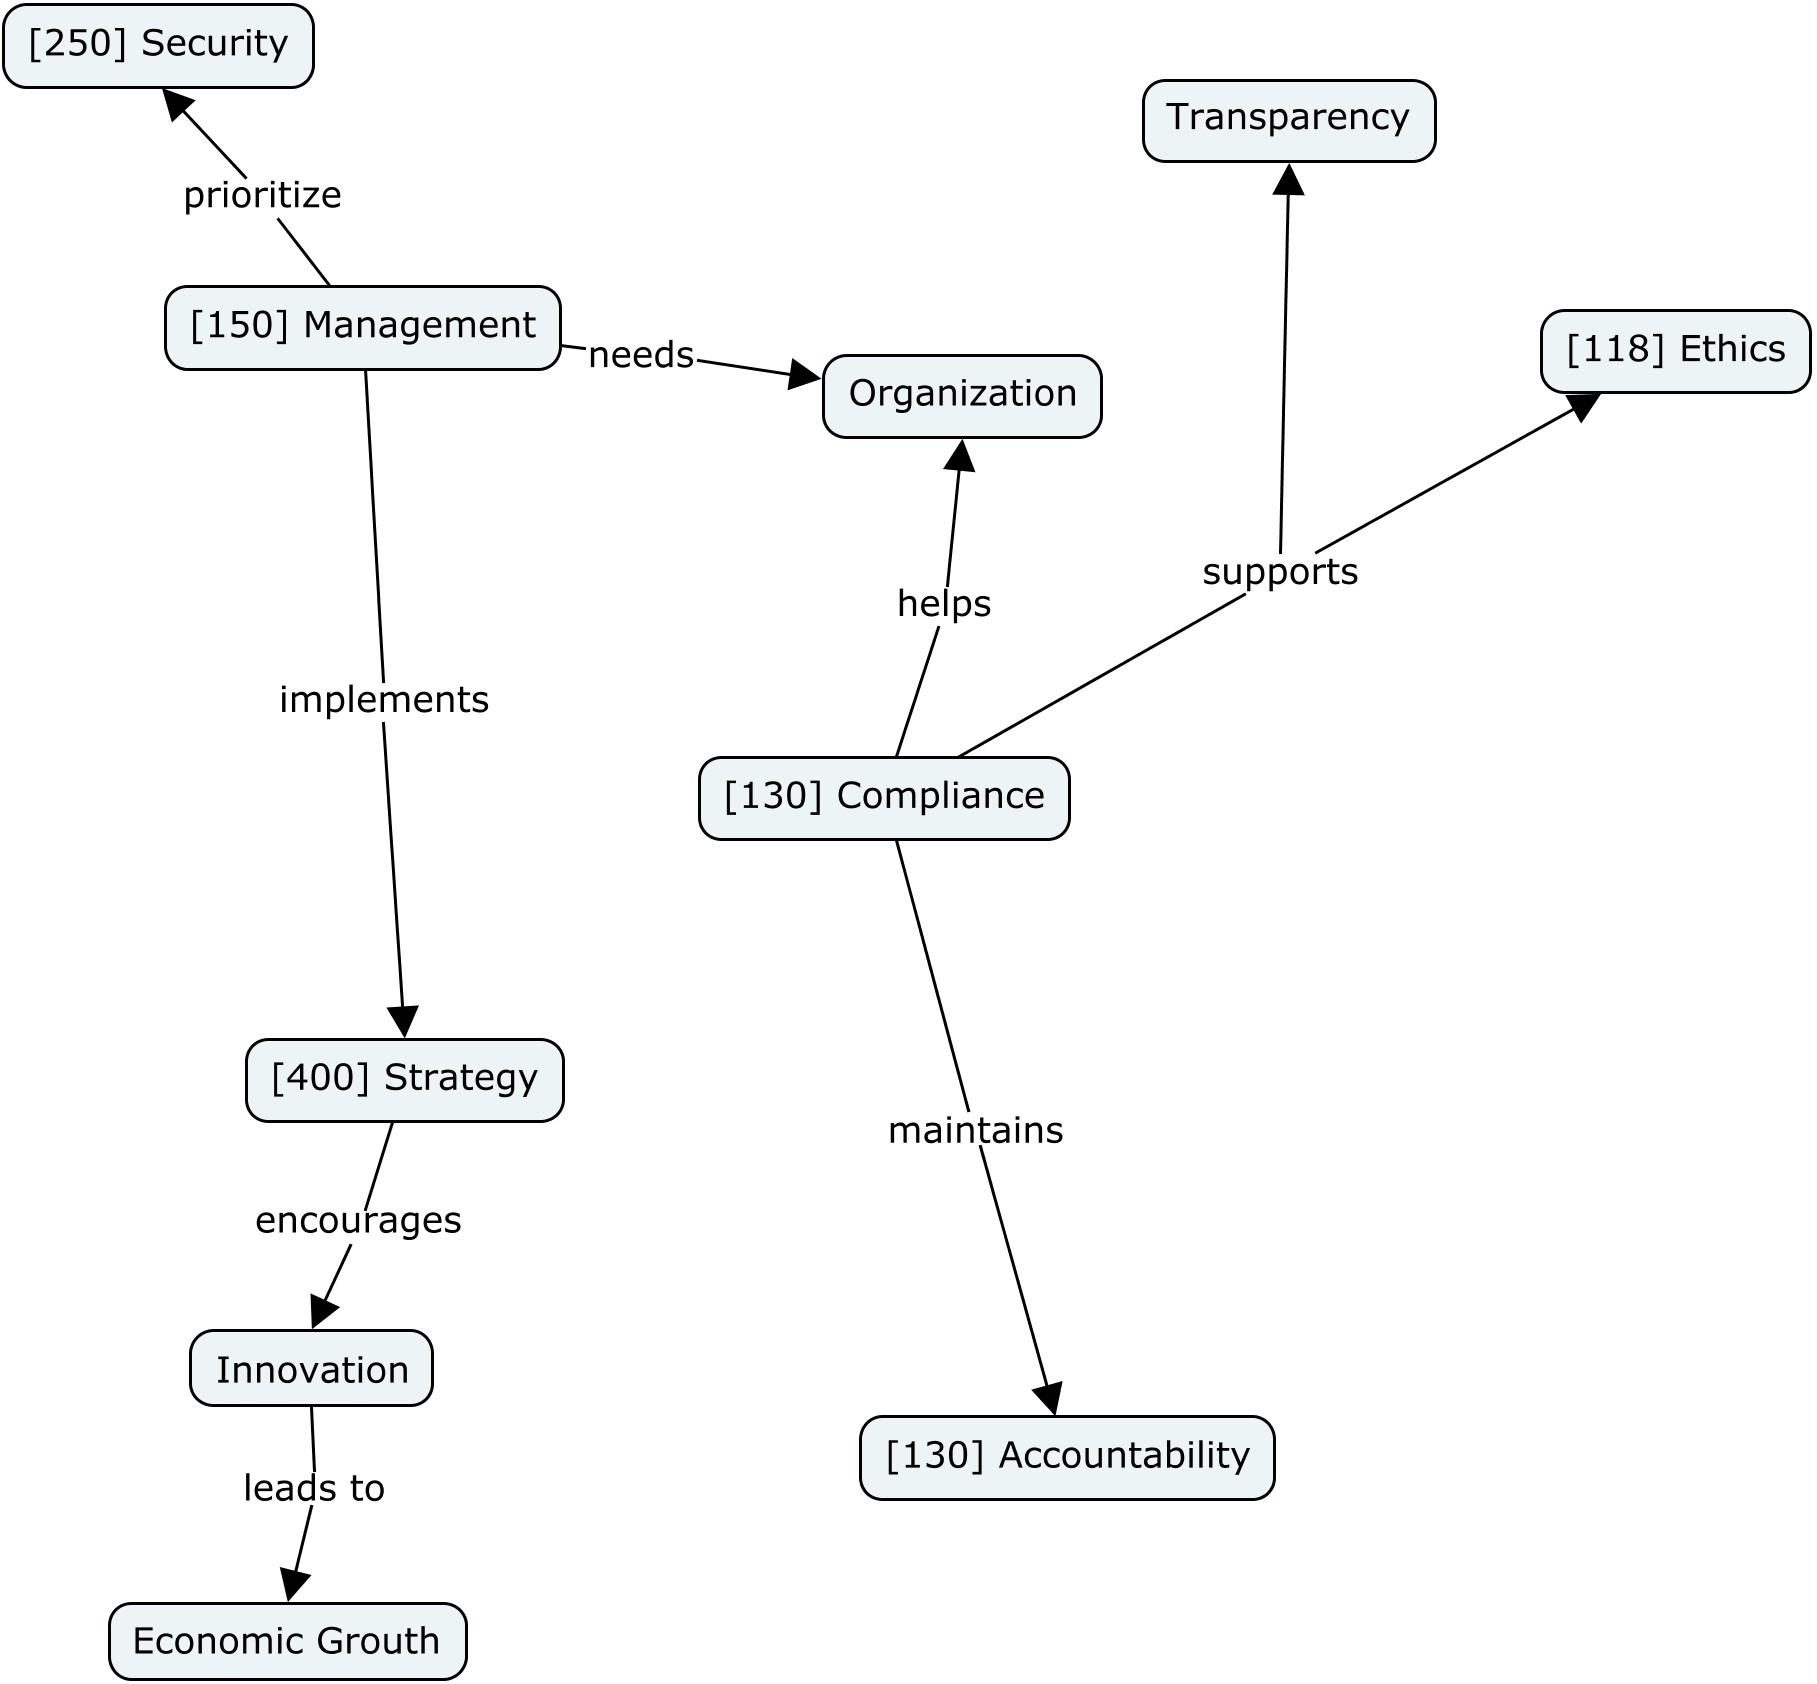 [250] Security
Transparency
prioritize
[150] Management
needs
Organization
[118] Ethics
supports
helps
implements
[130] Compliance
[400] Strategy
maintains
encourages
Innovation
[130] Accountability
leads to
Economic Grouth